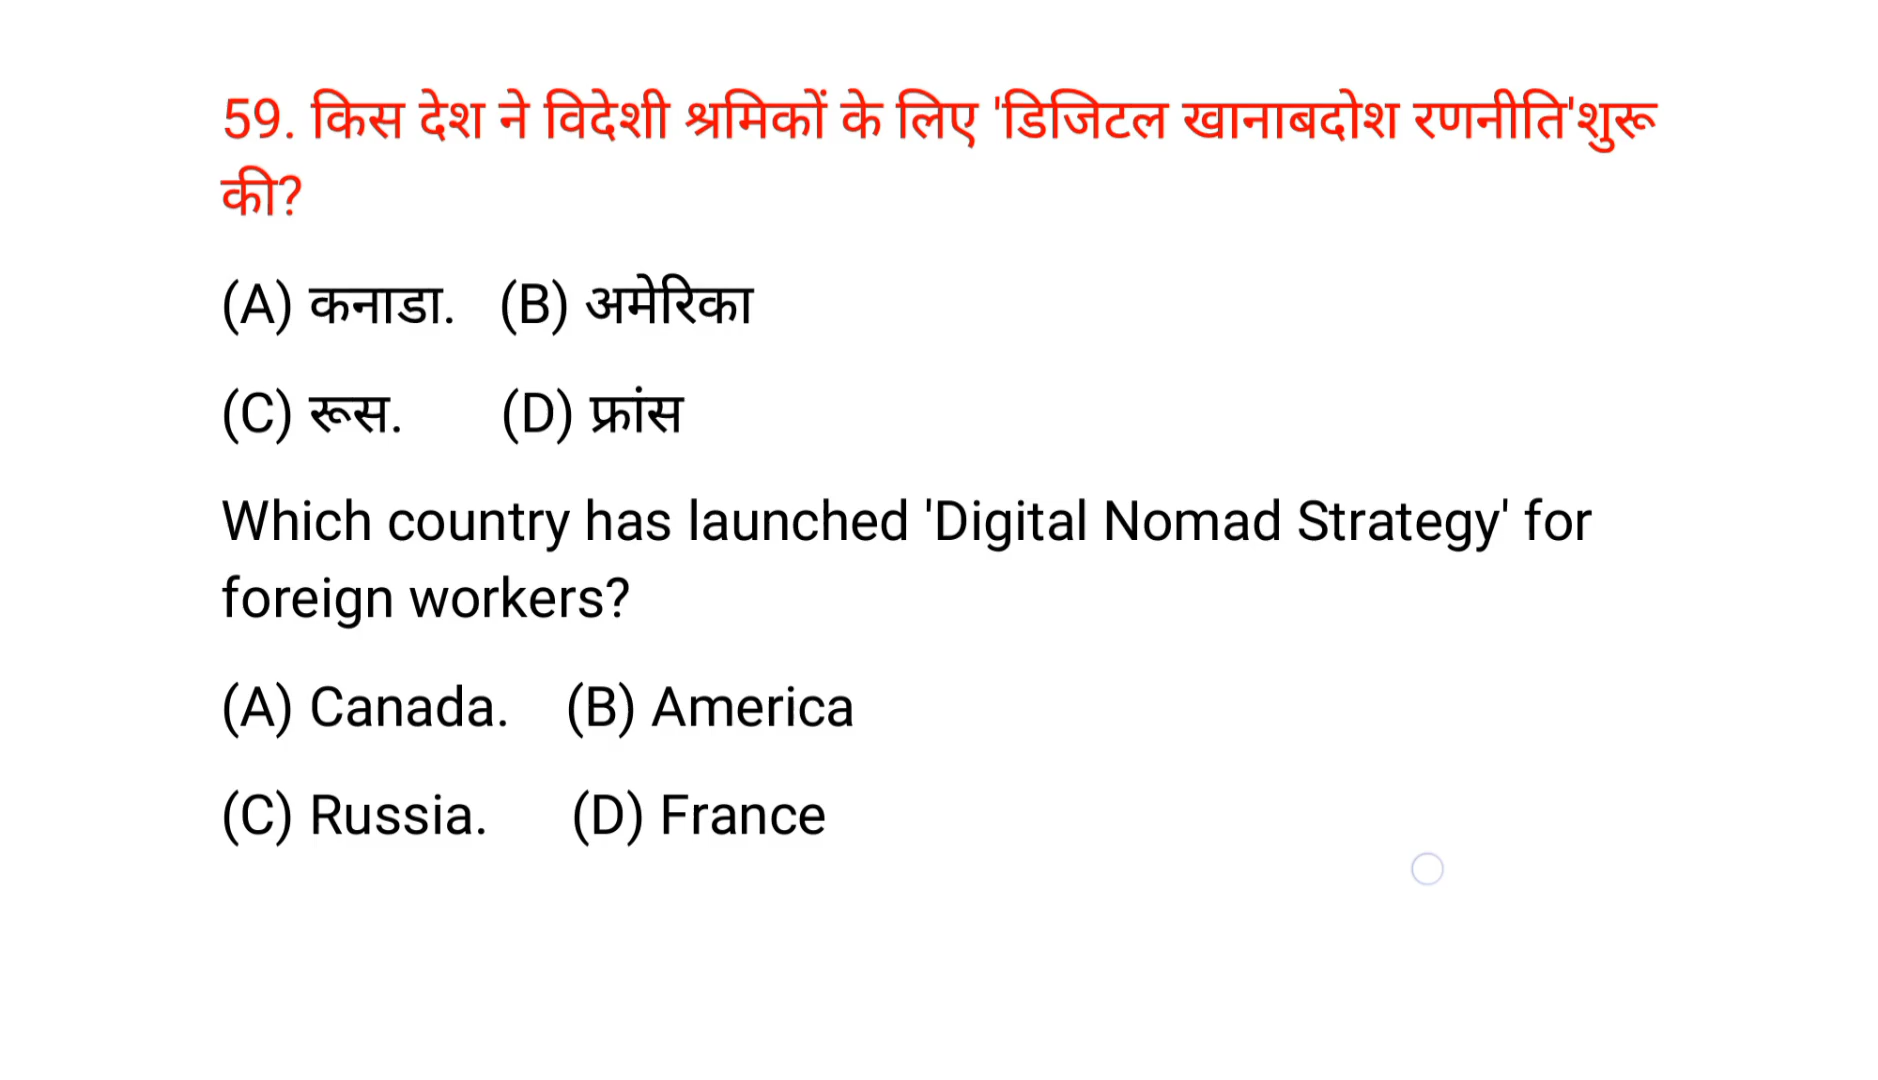 59. किस देश ने विदेशी श्रमिकों के लिए 'डिजिटल खानाबदोश रणनीति'शुरू
की?
(A) कनाडा. (B) अमेरिका
(C) रूस. (D) फ्रांस
Which country has launched 'Digital Nomad Strategy' for
foreign workers?
(A) Canada. (B) America
(C) Russia. (D) France